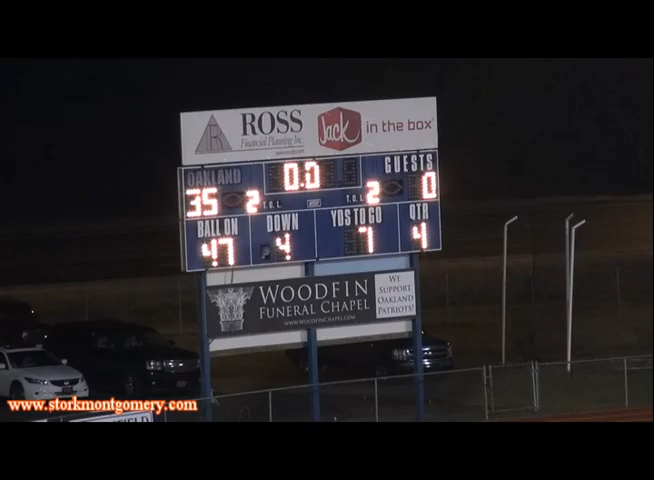 ROSS
Financial Planning Inc.
Jack in the box
OAKLAND 0.0 GUESTS
35 2 T.O.L. T.O.L. 2 0
BALL ON DOWN YDS TO GO QTR
47 4 7 4
WOODFIN
FUNERAL CHAPEL
WWW.WOODFINCHAPEL.COM
WE
SUPPORT
OAKLAND
PATRIOTS!
www.storkmontgomery.com